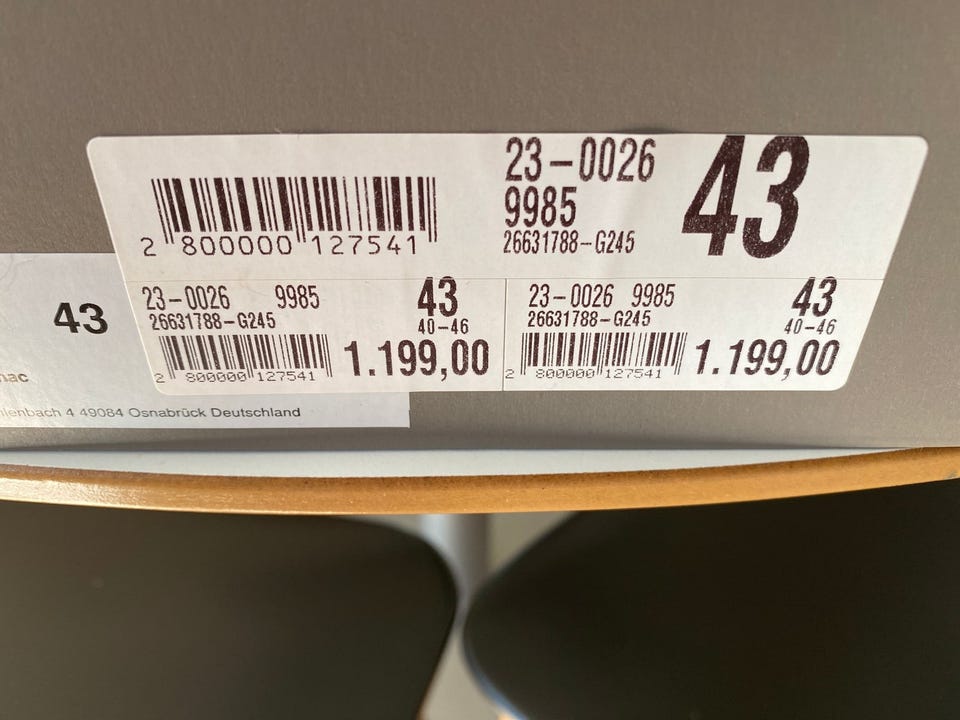 23-0026
43
9985
26631788-G245
2 800000 127541
23-0026 9985 43
26631788-G245 40-46
2 800000 127541 1.199,00
23-0026 9985 43
26631788-G245 40-46
2 800000 127541 1.199,00
43
4 49084 Osnabrück Deutschland